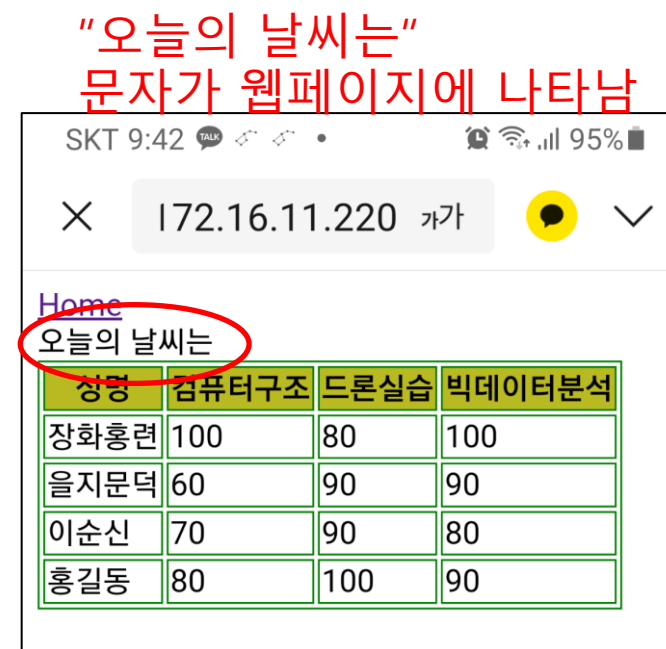 "오늘의 날씨는"
문자가 웹페이지에 나타남
SKT 9:42 TALK 95%
172.16.11.220 가가
Home
오늘의 날씨는
성명 컴퓨터구조 드론실습 빅데이터분석
장화홍련 100 80 100
을지문덕 60 90 90
이순신 70 90 80
홍길동 80 100 90